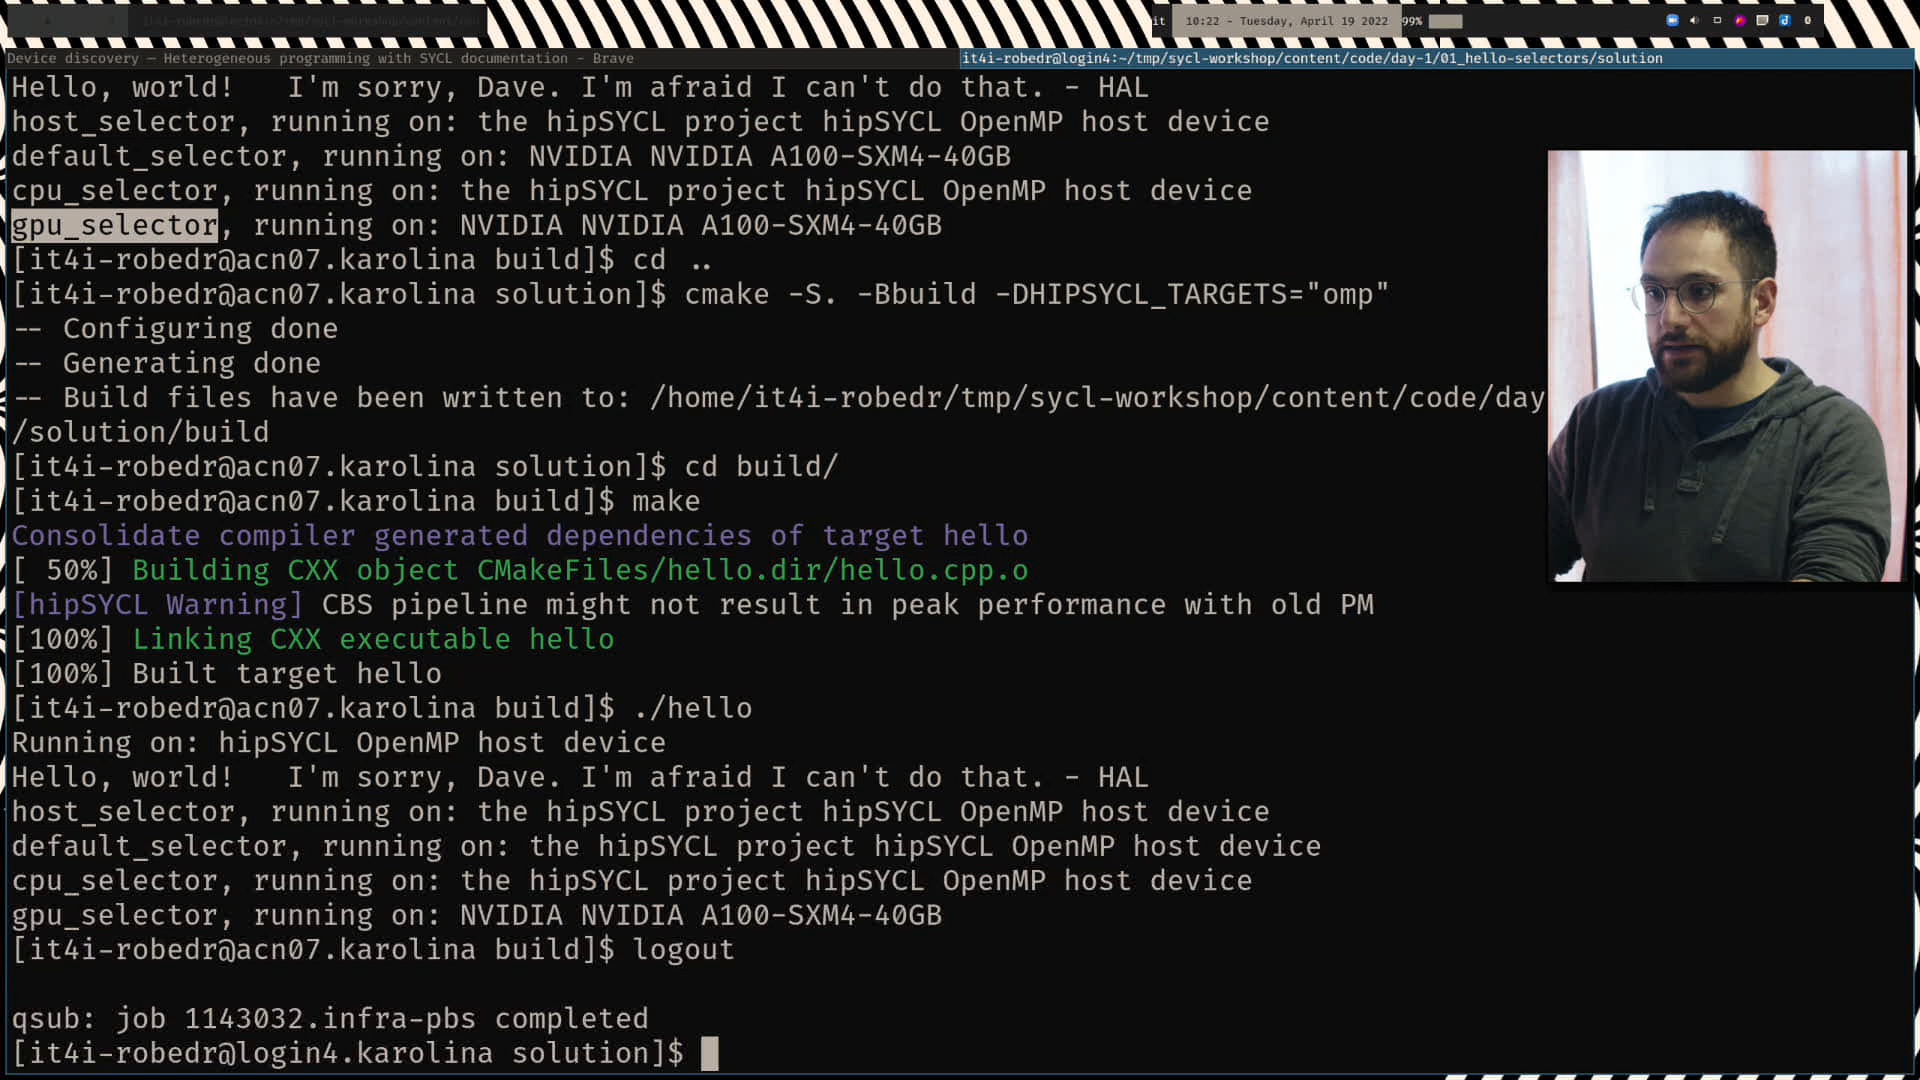 it 10:22 - Tuesday, April 19 2022 99% 0
Device discovery — Heterogeneous programming with SYCL documentation - Brave
it4i-robedr@login4:~/tmp/sycl-workshop/content/code/day-1/01_hello-selectors/solution
Hello, world!   I'm sorry, Dave. I'm afraid I can't do that. - HAL
host_selector, running on: the hipSYCL project hipSYCL OpenMP host device
default_selector, running on: NVIDIA NVIDIA A100-SXM4-40GB
cpu_selector, running on: the hipSYCL project hipSYCL OpenMP host device
gpu_selector, running on: NVIDIA NVIDIA A100-SXM4-40GB
[it4i-robedr@acn07.karolina build]$ cd ..
[it4i-robedr@acn07.karolina solution]$ cmake -S. -Bbuild -DHIPSYCL_TARGETS="omp"
-- Configuring done
-- Generating done
-- Build files have been written to: /home/it4i-robedr/tmp/sycl-workshop/content/code/day
/solution/build
[it4i-robedr@acn07.karolina solution]$ cd build/
[it4i-robedr@acn07.karolina build]$ make
Consolidate compiler generated dependencies of target hello
[ 50%] Building CXX object CMakeFiles/hello.dir/hello.cpp.o
[hipSYCL Warning] CBS pipeline might not result in peak performance with old PM
[100%] Linking CXX executable hello
[100%] Built target hello
[it4i-robedr@acn07.karolina build]$ ./hello
Running on: hipSYCL OpenMP host device
Hello, world!   I'm sorry, Dave. I'm afraid I can't do that. - HAL
host_selector, running on: the hipSYCL project hipSYCL OpenMP host device
default_selector, running on: the hipSYCL project hipSYCL OpenMP host device
cpu_selector, running on: the hipSYCL project hipSYCL OpenMP host device
gpu_selector, running on: NVIDIA NVIDIA A100-SXM4-40GB
[it4i-robedr@acn07.karolina build]$ logout
qsub: job 1143032.infra-pbs completed
[it4i-robedr@login4.karolina solution]$